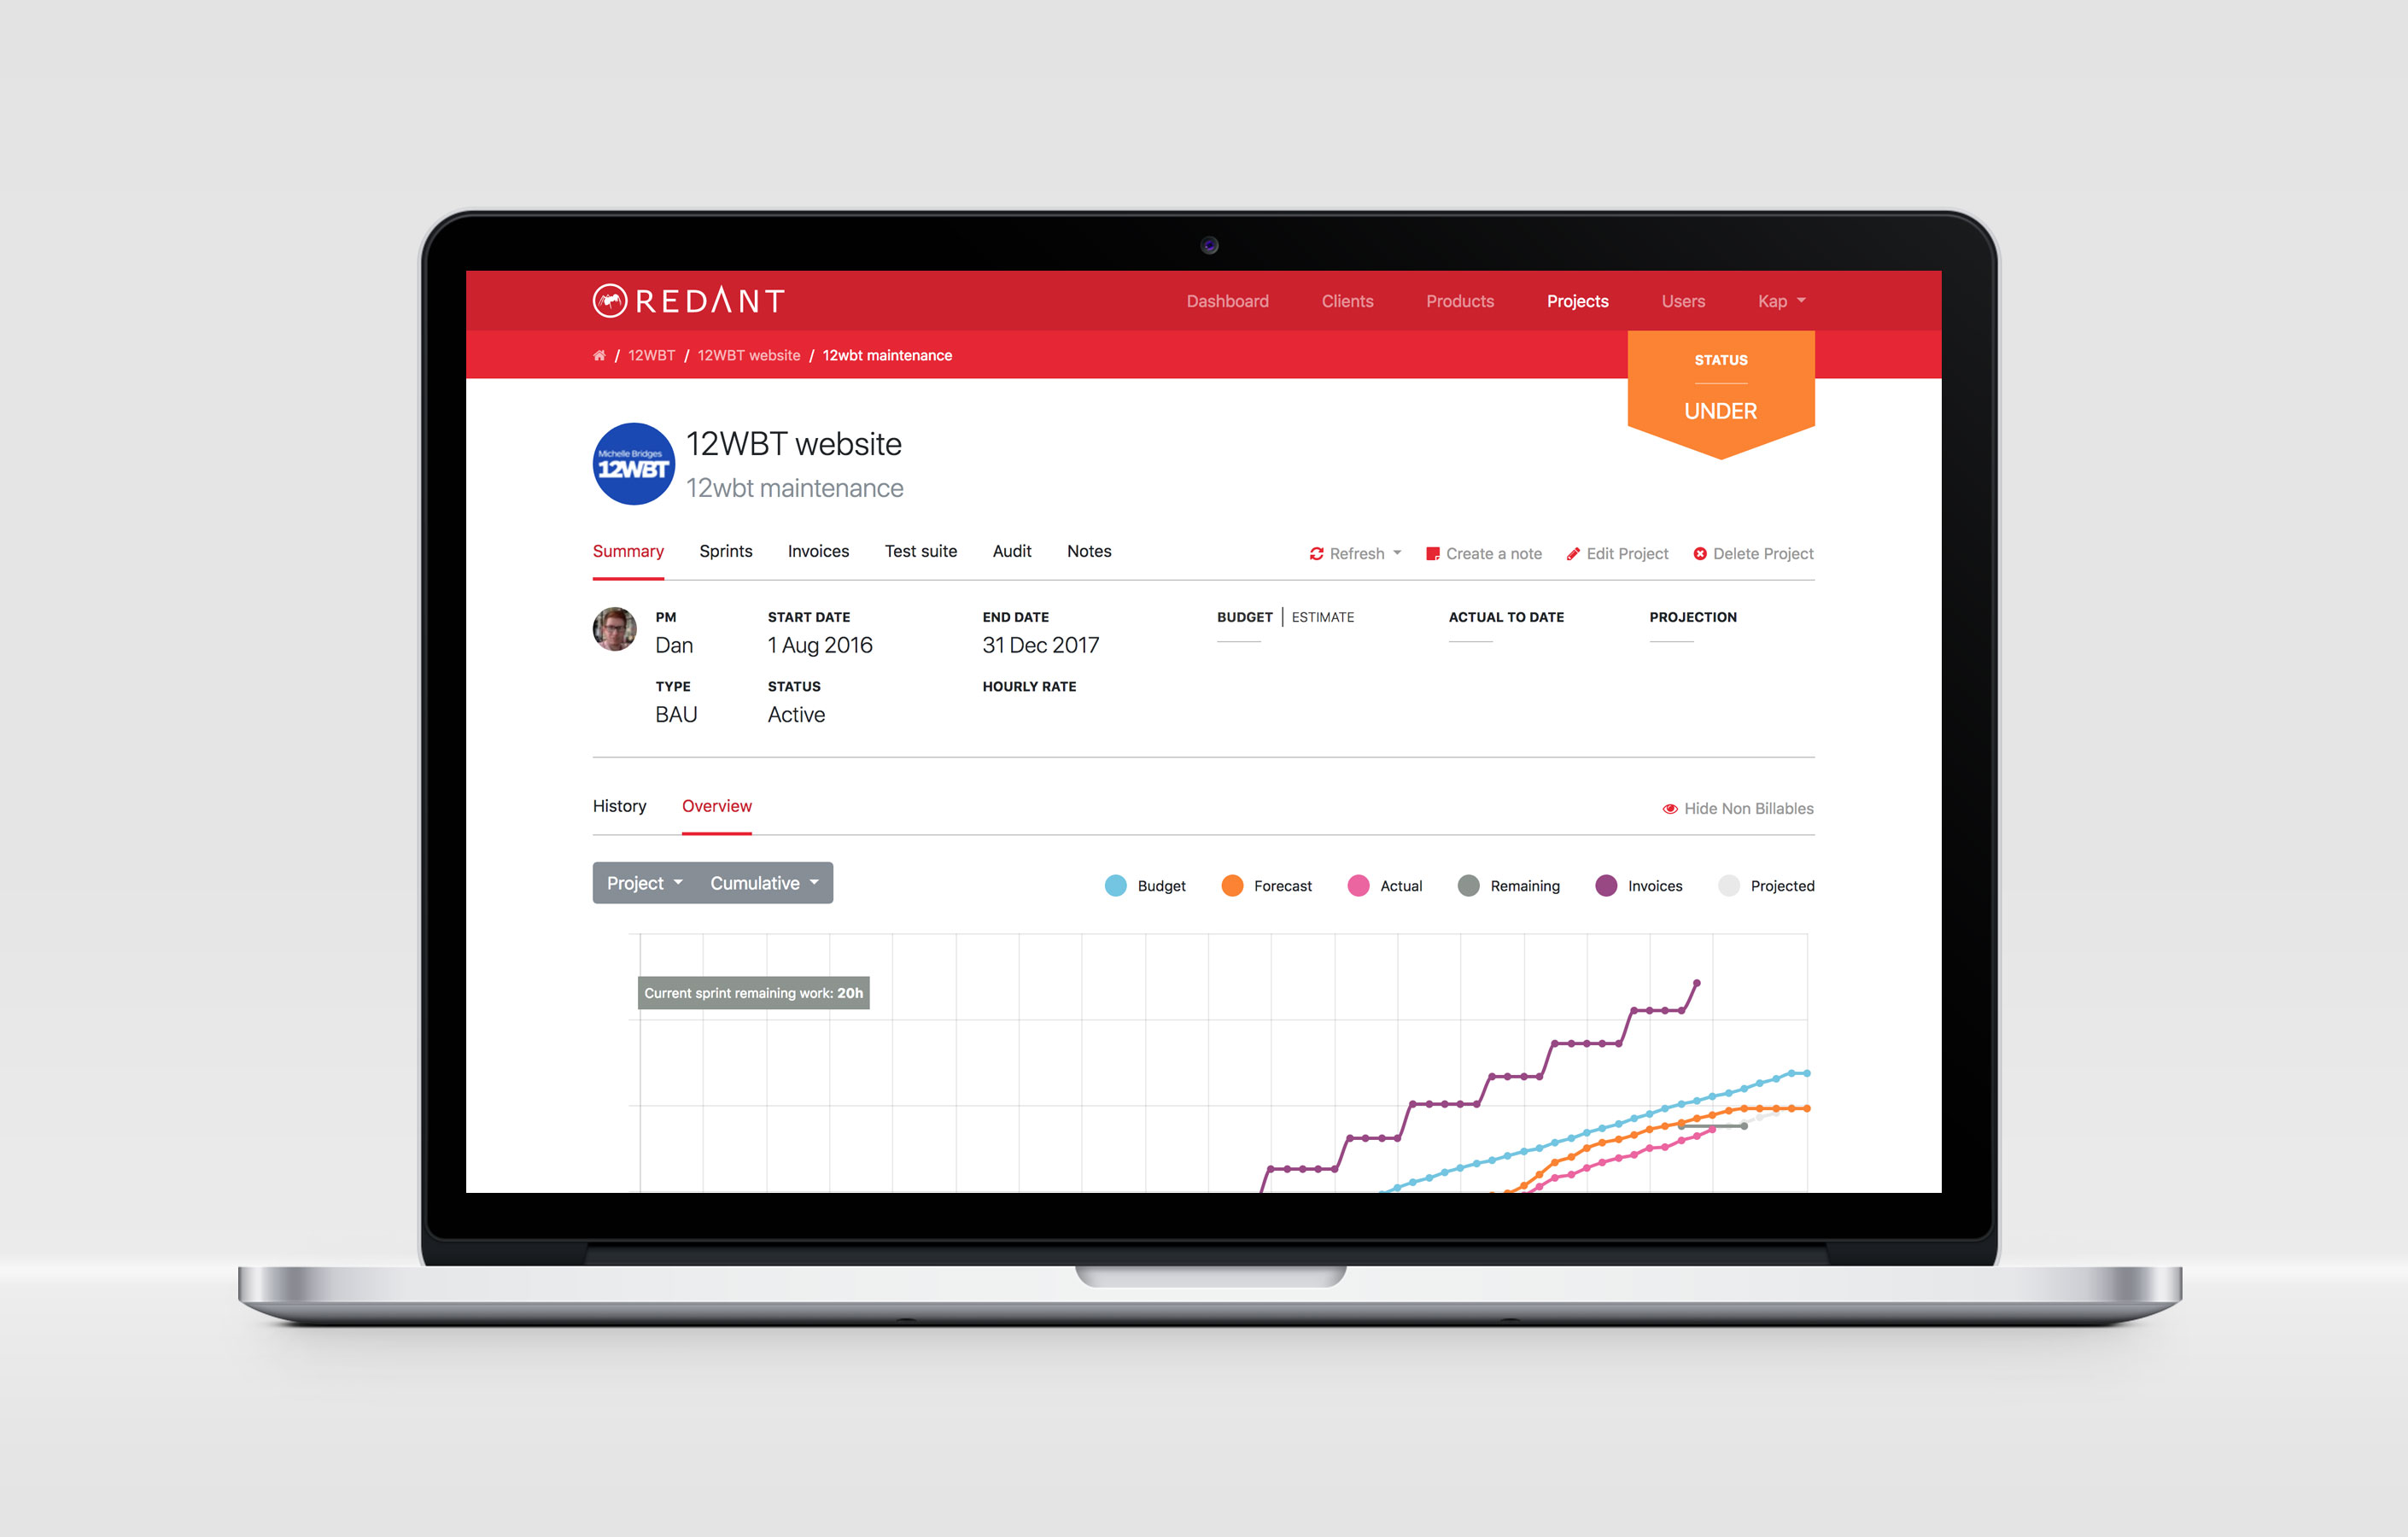 REDANT
Dashboard Clients Products Projects Users Kap
/ 12WBT / 12WBT website / 12wbt maintenance
STATUS
UNDER
Michelle Bridges
12WBT
12WBT website
12wbt maintenance
Summary Sprints Invoices Test suite Audit Notes
Refresh Create a note Edit Project Delete Project
PM START DATE END DATE BUDGET | ESTIMATE ACTUAL TO DATE PROJECTION
Dan 1 Aug 2016 31 Dec 2017
TYPE STATUS HOURLY RATE
BAU Active
History Overview Hide Non Billables
Project Cumulative
Budget Forecast Actual Remaining Invoices Projected
Current sprint remaining work: 20h